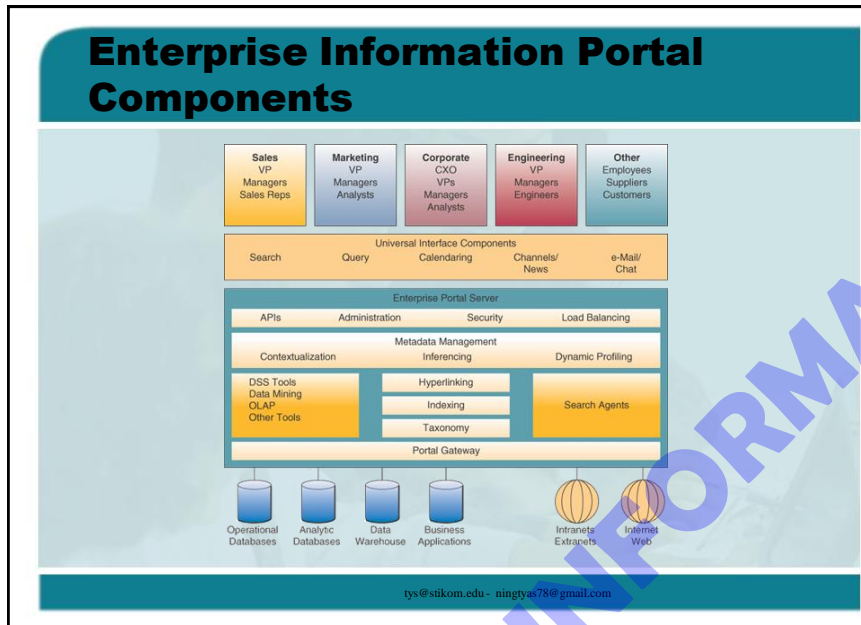 Enterprise Information Portal
Components
Sales
VP
Managers
Sales Reps
Marketing
VP
Managers
Analysts
Corporate
CXO
VPs
Managers
Analysts
Engineering
VP
Managers
Engineers
Other
Employees
Suppliers
Customers
Universal Interface Components
Search Query Calendaring Channels/ e-Mail/
News Chat
Enterprise Portal Server
APIs Administration Security Load Balancing
Metadata Management
Contextualization Inferencing Dynamic Profiling
DSS Tools
Data Mining
OLAP
Other Tools
Hyperlinking
Indexing
Taxonomy
Search Agents
Portal Gateway
Operational
Databases
Analytic
Databases
Data
Warehouse
Business
Applications
Intranets
Extranets
Internet
Web
tys@stikom.edu - ningtyas78@gmail.com